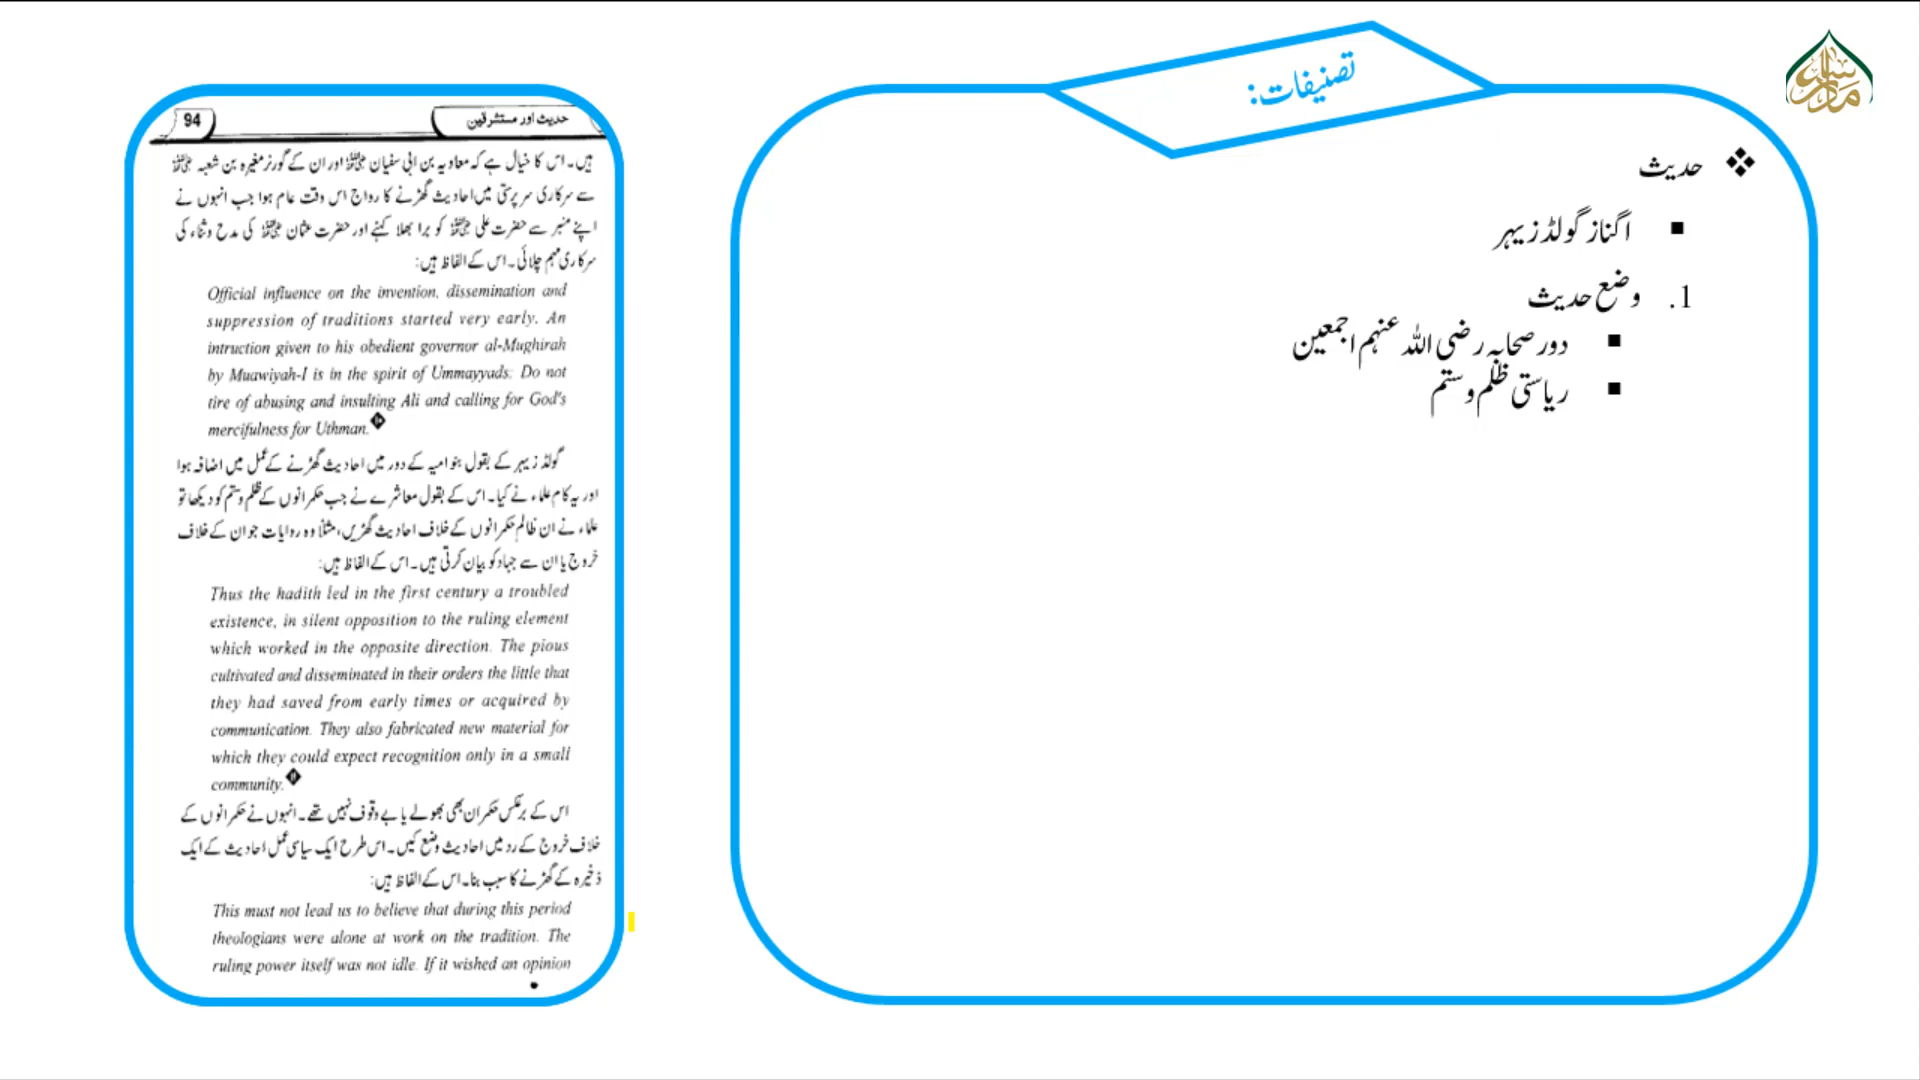 تصنیفات:
حدیث
اگناز گولڈ زیہر
1. وضع حدیث
دور صحابہ رضی اللہ عنہم اجمعین
ریاستی ظلم و ستم
94
حدیث اور مستشرقین
ہیں۔ اس کا خیال ہے کہ معاویہ بن ابی سفیان رضی اللہ عنہ اور ان کے گورنر مغیرہ بن شعبہ رضی اللہ عنہ
سے سرکاری سرپرستی میں احادیث گھڑنے کا رواج اس وقت عام ہوا جب انہوں نے
اپنے منبر سے حضرت علی رضی اللہ عنہ کو برا بھلا کہنے اور حضرت عثمان رضی اللہ عنہ کی مدح و ثناء کی
سرکاری مہم چلائی۔ اس کے الفاظ ہیں:
Official influence on the invention, dissemination and
suppression of traditions started very early. An
intruction given to his obedient governor al-Mughirah
by Muawiyah-I is in the spirit of Ummayyads: Do not
tire of abusing and insulting Ali and calling for God's
mercifulness for Uthman.
گولڈ زیہر کے بقول بنو امیہ کے دور میں احادیث گھڑنے کے عمل میں اضافہ ہوا
اور یہ کام علماء نے کیا۔ اس کے بقول معاشرے نے جب حکمرانوں کے ظلم و ستم کو دیکھا تو
علماء نے ان ظالم حکمرانوں کے خلاف احادیث گھڑیں، مثلاً وہ روایات جو ان کے خلاف
خروج یا ان سے جہاد کو بیان کرتی ہیں۔ اس کے الفاظ ہیں:
Thus the hadith led in the first century a troubled
existence, in silent opposition to the ruling element
which worked in the opposite direction. The pious
cultivated and disseminated in their orders the little that
they had saved from early times or acquired by
communication. They also fabricated new material for
which they could expect recognition only in a small
community.
اس کے برعکس حکمران بھی بھولے یا بے وقوف نہیں تھے۔ انہوں نے حکمرانوں کے
خلاف خروج کے رد میں احادیث وضع کیں۔ اس طرح ایک سیاسی عمل احادیث کے ایک
ذخیرہ کے گھڑنے کا سبب بنا۔ اس کے الفاظ ہیں:
This must not lead us to believe that during this period
theologians were alone at work on the tradition. The
ruling power itself was not idle. If it wished an opinion